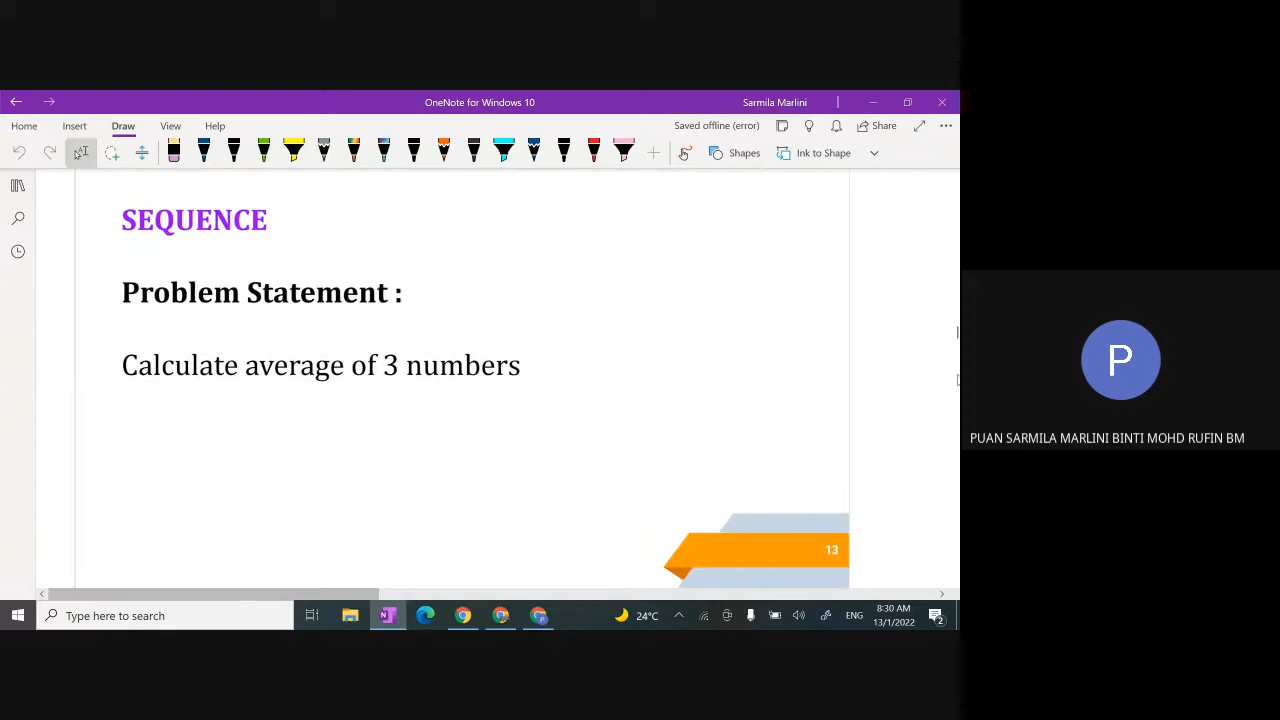 OneNote for Windows 10
Sarmila Marlini
Home Insert Draw View Help
Saved offline (error)
Share
Shapes
Ink to Shape
SEQUENCE
Problem Statement :
Calculate average of 3 numbers
13
P
PUAN SARMILA MARLINI BINTI MOHD RUFIN BM
Type here to search
24°C
ENG
8:30 AM
13/1/2022
2